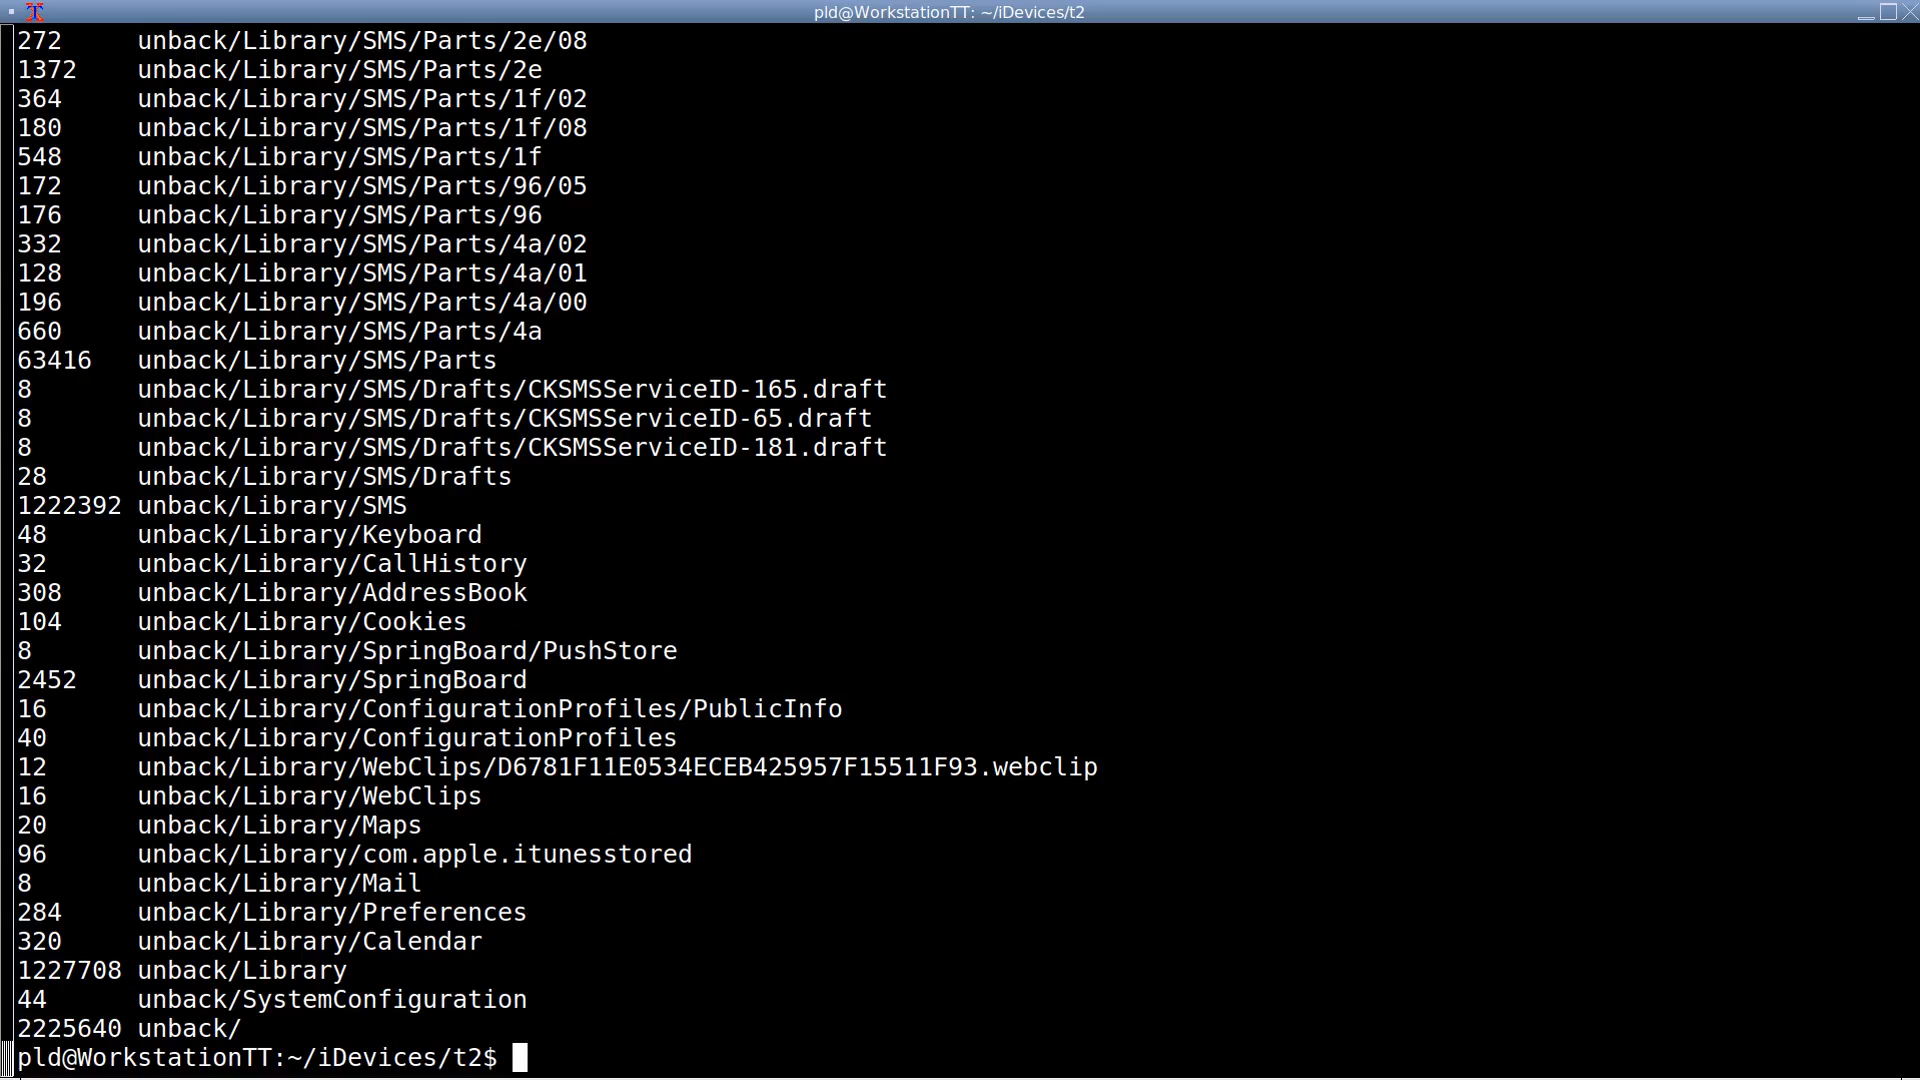 pld@WorkstationTT: ~/iDevices/t2
272 unback/Library/SMS/Parts/2e/08
1372 unback/Library/SMS/Parts/2e
364 unback/Library/SMS/Parts/1f/02
180 unback/Library/SMS/Parts/1f/08
548 unback/Library/SMS/Parts/1f
172 unback/Library/SMS/Parts/96/05
176 unback/Library/SMS/Parts/96
332 unback/Library/SMS/Parts/4a/02
128 unback/Library/SMS/Parts/4a/01
196 unback/Library/SMS/Parts/4a/00
660 unback/Library/SMS/Parts/4a
63416 unback/Library/SMS/Parts
8 unback/Library/SMS/Drafts/CKSMSServiceID-165.draft
8 unback/Library/SMS/Drafts/CKSMSServiceID-65.draft
8 unback/Library/SMS/Drafts/CKSMSServiceID-181.draft
28 unback/Library/SMS/Drafts
1222392 unback/Library/SMS
48 unback/Library/Keyboard
32 unback/Library/CallHistory
308 unback/Library/AddressBook
104 unback/Library/Cookies
8 unback/Library/SpringBoard/PushStore
2452 unback/Library/SpringBoard
16 unback/Library/ConfigurationProfiles/PublicInfo
40 unback/Library/ConfigurationProfiles
12 unback/Library/WebClips/D6781F11E0534ECEB425957F15511F93.webclip
16 unback/Library/WebClips
20 unback/Library/Maps
96 unback/Library/com.apple.itunesstored
8 unback/Library/Mail
284 unback/Library/Preferences
320 unback/Library/Calendar
1227708 unback/Library
44 unback/SystemConfiguration
2225640 unback/
pld@WorkstationTT:~/iDevices/t2$